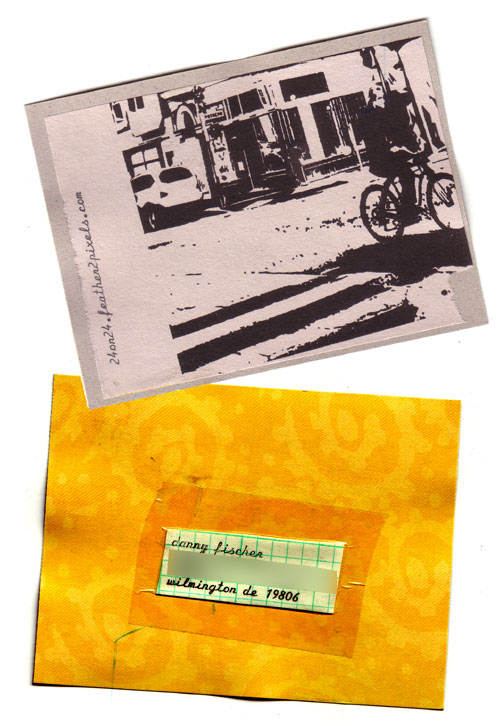 24on24.feather2pixels.com
danny fischer
wilmington de 19806